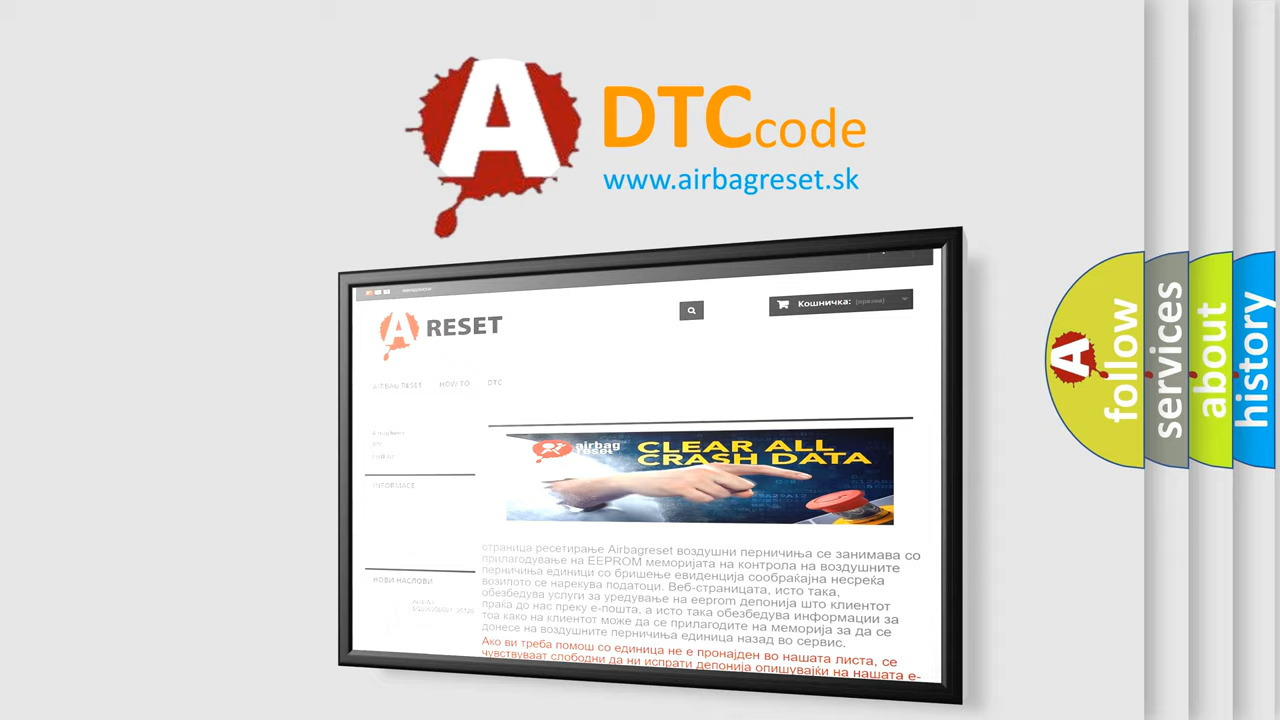 A
DTC code
www.airbagreset.sk
A RESET
Кошничка: (празна)
AIRBAG RESET HOW TO DTC
INFORMACE
НОВИ НАСЛОВИ
airbag
reset
CLEAR ALL
CRASH DATA
страница ресетирање Airbagreset воздушни перничиња се занимава со
прилагодување на EEPROM меморијата на контрола на воздушните
перничиња единици со бришење евиденција сообраќајна несреќа
возилото се нарекува податоци. Веб-страницата, исто така,
обезбедува услуги за уредување на eeprom депонија што клиентот
праќа до нас преку е-пошта, а исто така обезбедува информации за
тоа како на клиентот може да се прилагодите на меморија за да се
донесе на воздушните перничиња единица назад во сервис.
Ако ви треба помош со единица не е пронајден во нашата листа, се
чувствуваат слободни да ни испрати депонија опишувајќи на нашата е-
A
follow
services
about
history